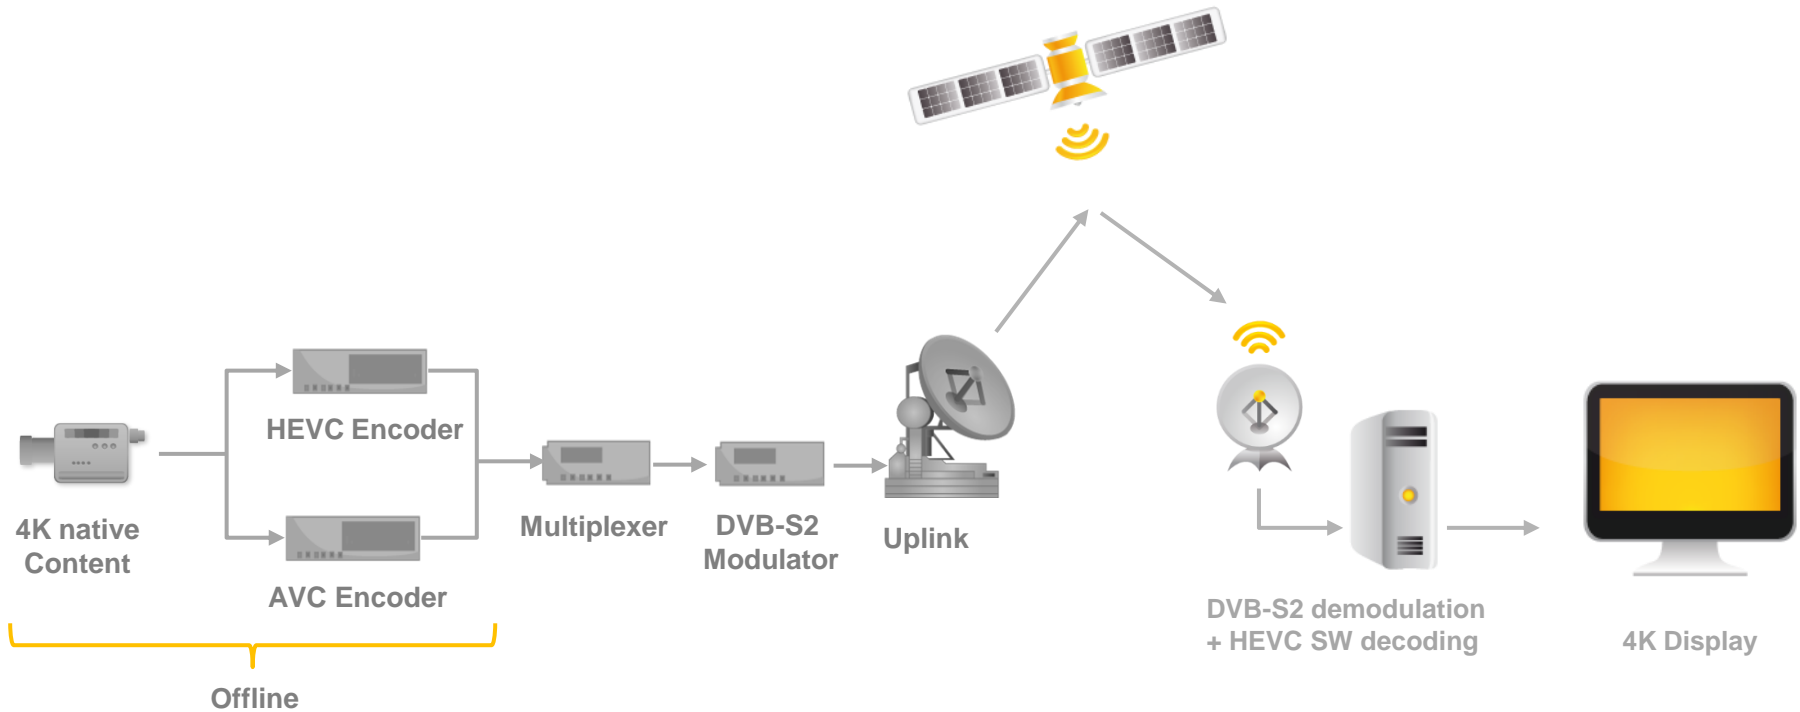 HEVC Encoder
4K native
Content
AVC Encoder
Multiplexer
DVB-S2
Modulator
Uplink
DVB-S2 demodulation
+ HEVC SW decoding
4K Display
Offline